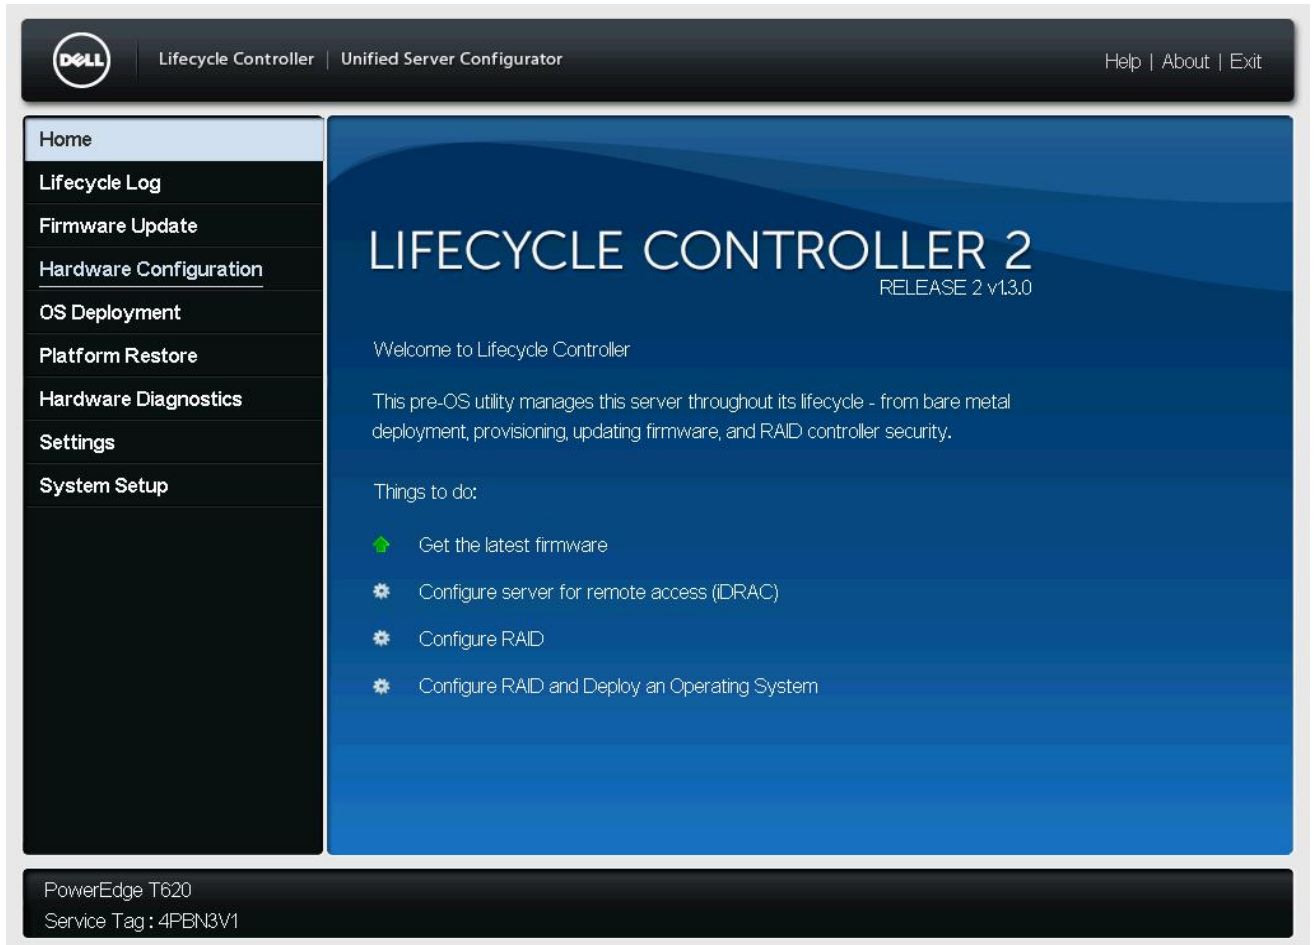 DELL
Lifecycle Controller | Unified Server Configurator
Help | About | Exit
Home
Lifecycle Log
Firmware Update
Hardware Configuration
OS Deployment
Platform Restore
Hardware Diagnostics
Settings
System Setup
LIFECYCLE CONTROLLER 2
RELEASE 2 v1.3.0
Welcome to Lifecycle Controller
This pre-OS utility manages this server throughout its lifecycle - from bare metal
deployment, provisioning, updating firmware, and RAID controller security.
Things to do:
Get the latest firmware
Configure server for remote access (iDRAC)
Configure RAID
Configure RAID and Deploy an Operating System
PowerEdge T620
Service Tag : 4PBN3V1